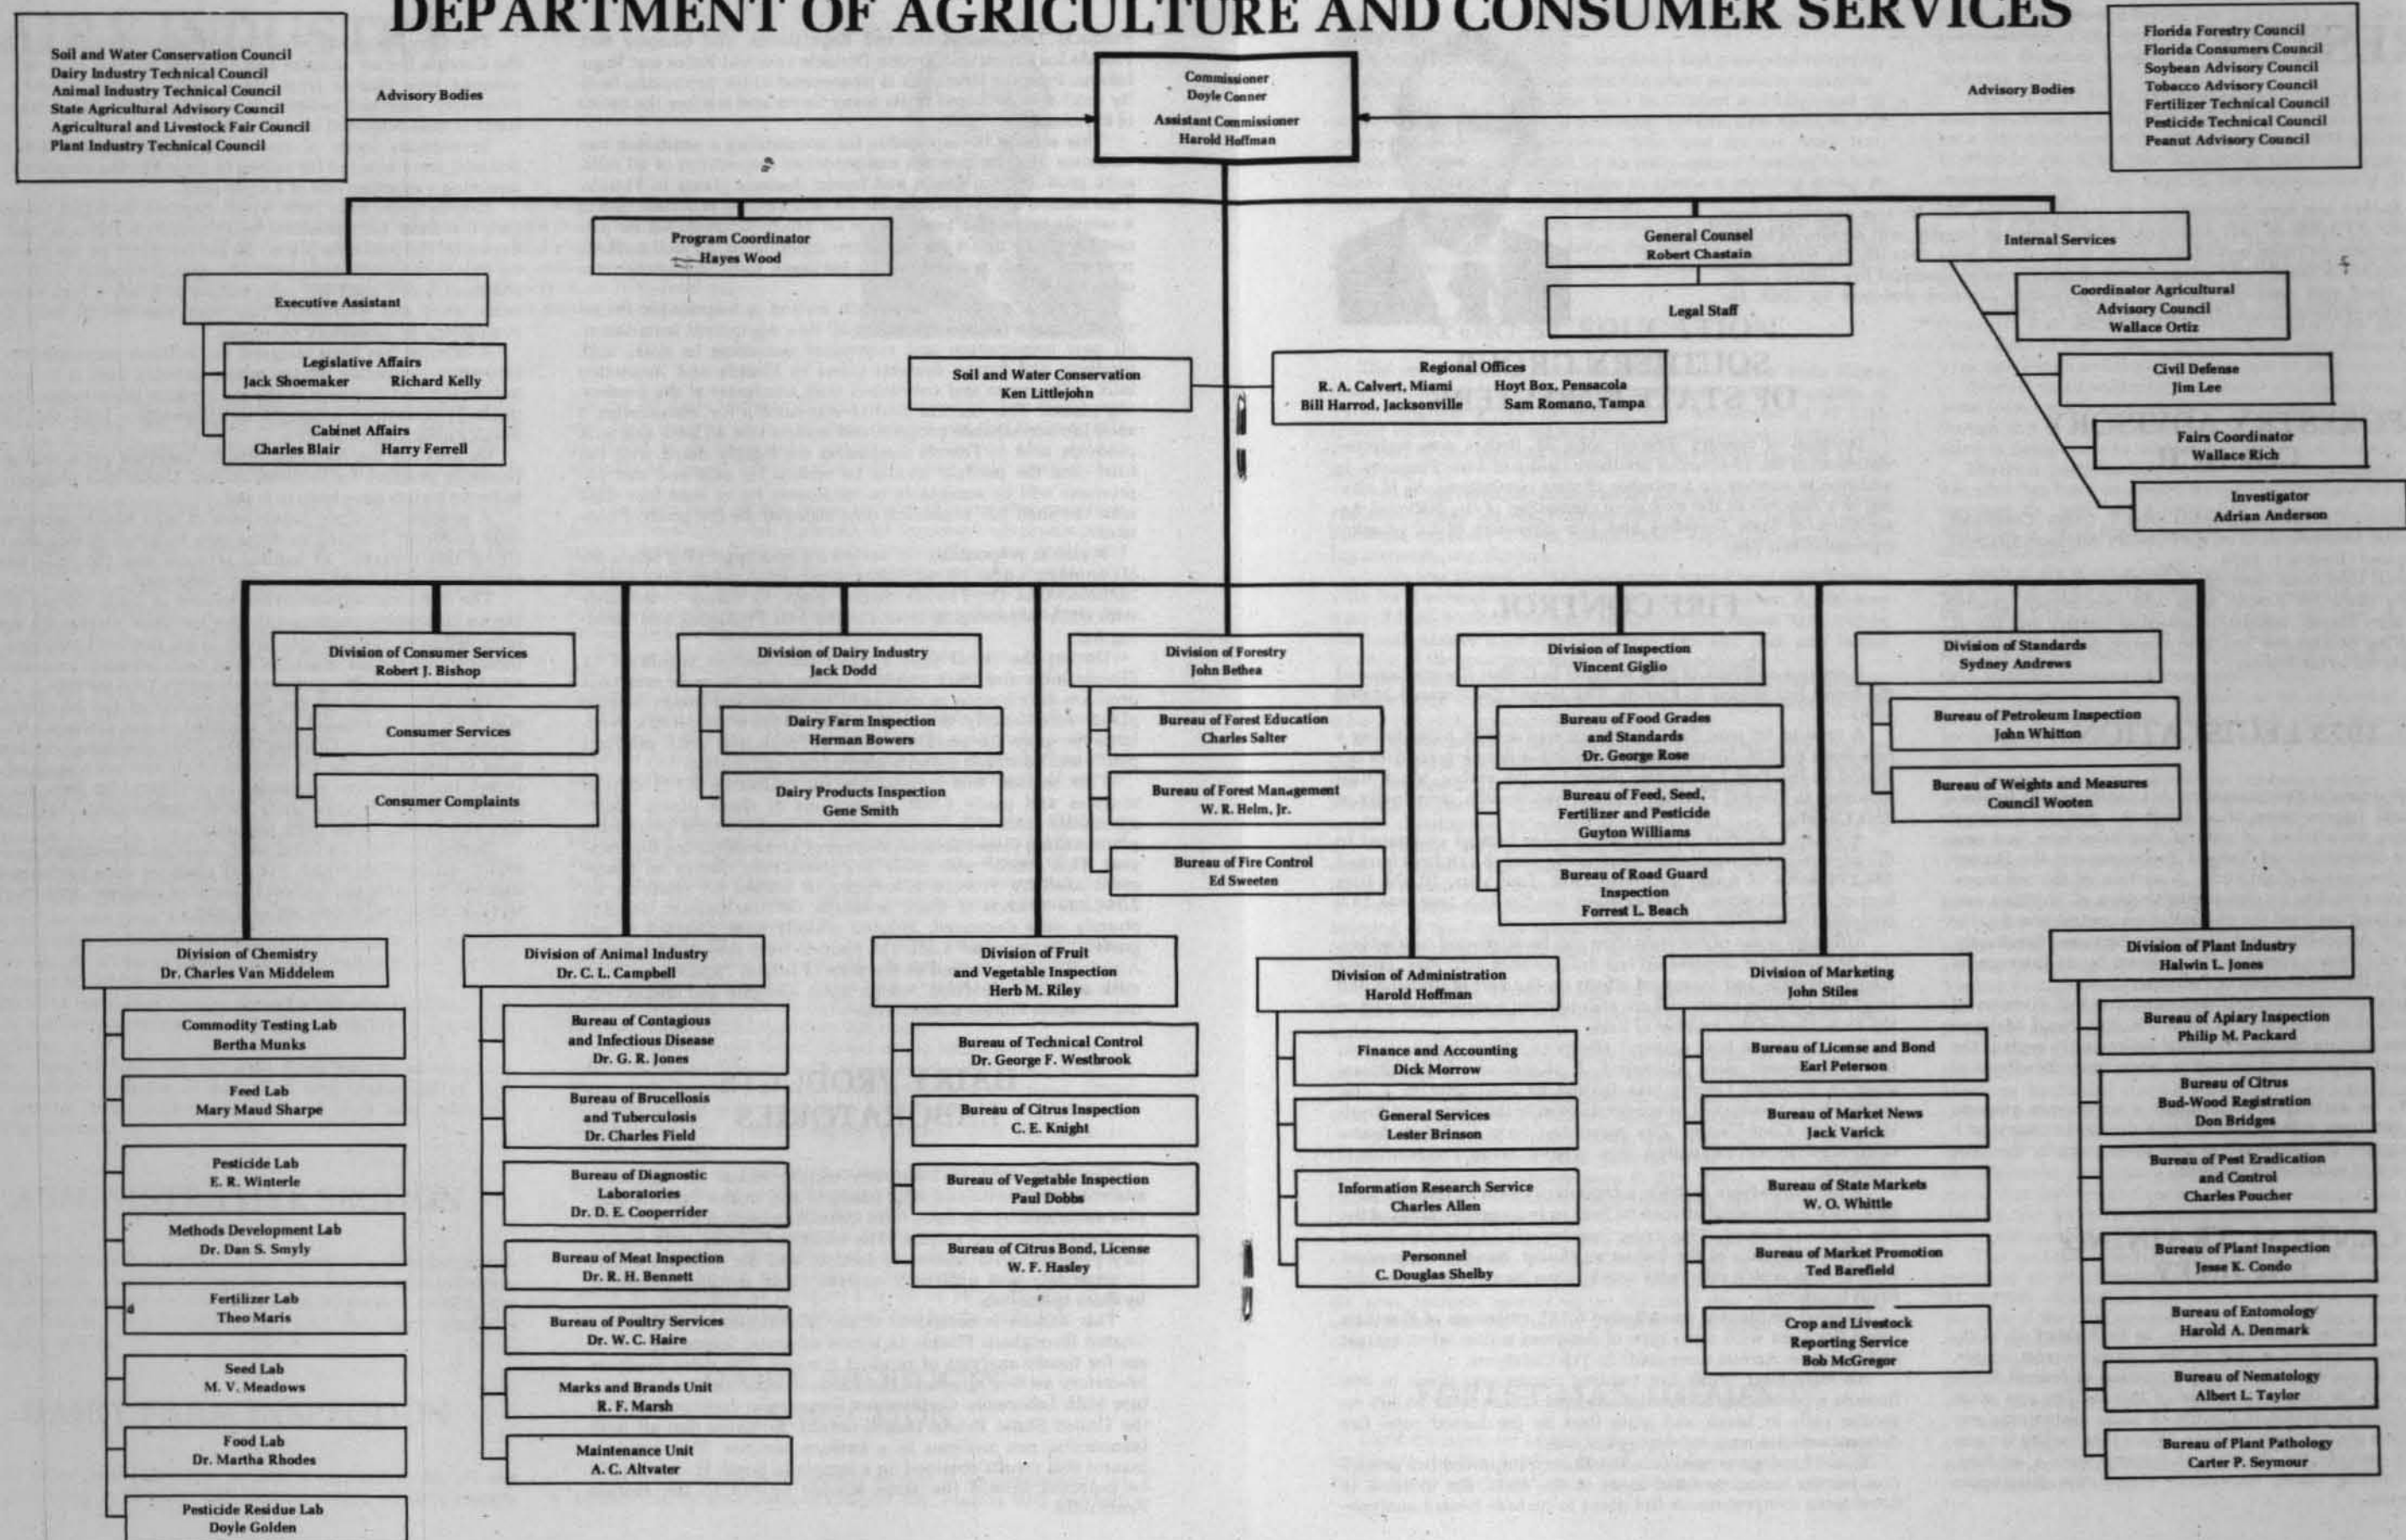 DEPARTMENT OF AGRICULTURE AND CONSUMER SERVICES
Soil and Water Conservation Council
Dairy Industry Technical Council
Animal Industry Technical Council
State Agricultural Advisory Council
Agricultural and Livestock Fair Council
Plant Industry Technical Council
Advisory Bodies
Commissioner
Doyle Conner
Assistant Commissioner
Harold Hoffman
Advisory Bodies
Florida Forestry Council
Florida Consumers Council
Soybean Advisory Council
Tobacco Advisory Council
Fertilizer Technical Council
Pesticide Technical Council
Peanut Advisory Council
Executive Assistant
Legislative Affairs
Jack Shoemaker Richard Kelly
Cabinet Affairs
Charles Blair Harry Ferrell
Program Coordinator
Hayes Wood
Soil and Water Conservation
Ken Littlejohn
Regional Offices
R. A. Calvert, Miami Hoyt Box, Pensacola
Bill Harrod, Jacksonville Sam Romano, Tampa
General Counsel
Robert Chastain
Legal Staff
Internal Services
Coordinator Agricultural
Advisory Council
Wallace Ortiz
Civil Defense
Jim Lee
Fairs Coordinator
Wallace Rich
Investigator
Adrian Anderson
Division of Consumer Services
Robert J. Bishop
Consumer Services
Consumer Complaints
Division of Dairy Industry
Jack Dodd
Dairy Farm Inspection
Herman Bowers
Dairy Products Inspection
Gene Smith
Division of Forestry
John Bethea
Bureau of Forest Education
Charles Salter
Bureau of Forest Management
W. R. Helm, Jr.
Bureau of Fire Control
Ed Sweeten
Division of Inspection
Vincent Giglio
Bureau of Food Grades
and Standards
Dr. George Rose
Bureau of Feed, Seed,
Fertilizer and Pesticide
Guyton Williams
Bureau of Road Guard
Inspection
Forrest L. Beach
Division of Standards
Sydney Andrews
Bureau of Petroleum Inspection
John Whitton
Bureau of Weights and Measures
Council Wooten
Division of Chemistry
Dr. Charles Van Middelem
Commodity Testing Lab
Bertha Munks
Feed Lab
Mary Maud Sharpe
Pesticide Lab
E. R. Winterle
Methods Development Lab
Dr. Dan S. Smyly
Fertilizer Lab
Theo Maris
Seed Lab
M. V. Meadows
Food Lab
Dr. Martha Rhodes
Pesticide Residue Lab
Doyle Golden
Division of Animal Industry
Dr. C. L. Campbell
Bureau of Contagious
and Infectious Disease
Dr. G. R. Jones
Bureau of Brucellosis
and Tuberculosis
Dr. Charles Field
Bureau of Diagnostic
Laboratories
Dr. D. E. Cooperrider
Bureau of Meat Inspection
Dr. R. H. Bennett
Bureau of Poultry Services
Dr. W. C. Haire
Marks and Brands Unit
R. F. Marsh
Maintenance Unit
A. C. Altvater
Division of Fruit
and Vegetable Inspection
Herb M. Riley
Bureau of Technical Control
Dr. George F. Westbrook
Bureau of Citrus Inspection
C. E. Knight
Bureau of Vegetable Inspection
Paul Dobbs
Bureau of Citrus Bond, License
W. F. Hasley
Division of Administration
Harold Hoffman
Finance and Accounting
Dick Morrow
General Services
Lester Brinson
Information Research Service
Charles Allen
Personnel
C. Douglas Shelby
Division of Marketing
John Stiles
Bureau of License and Bond
Earl Peterson
Bureau of Market News
Jack Varick
Bureau of State Markets
W. O. Whittle
Bureau of Market Promotion
Ted Barefield
Crop and Livestock
Reporting Service
Bob McGregor
Division of Plant Industry
Halwin L. Jones
Bureau of Apiary Inspection
Philip M. Packard
Bureau of Citrus
Bud-Wood Registration
Don Bridges
Bureau of Pest Eradication
and Control
Charles Poucher
Bureau of Plant Inspection
Jesse K. Condo
Bureau of Entomology
Harold A. Denmark
Bureau of Nematology
Albert L. Taylor
Bureau of Plant Pathology
Carter P. Seymour